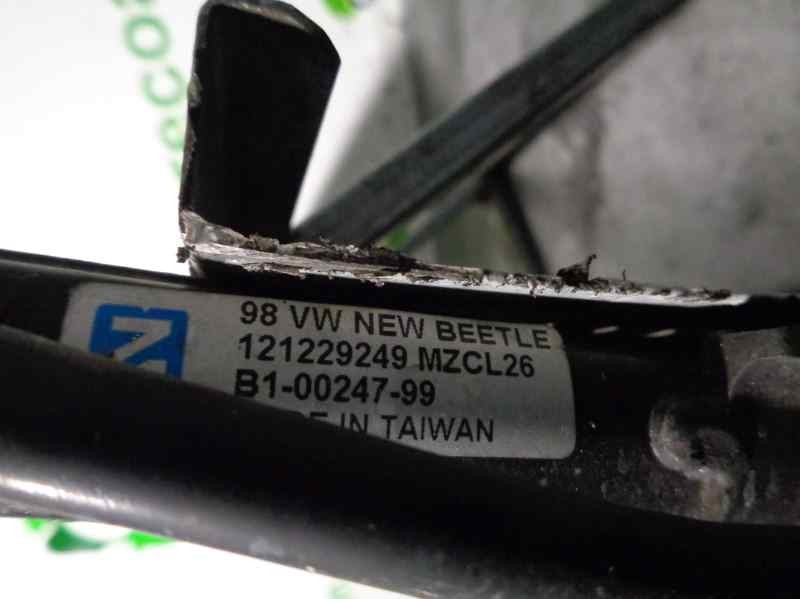 98 VW NEW BEETLE
121229249 MZCL26
B1-00247-99
IN TAIWAN